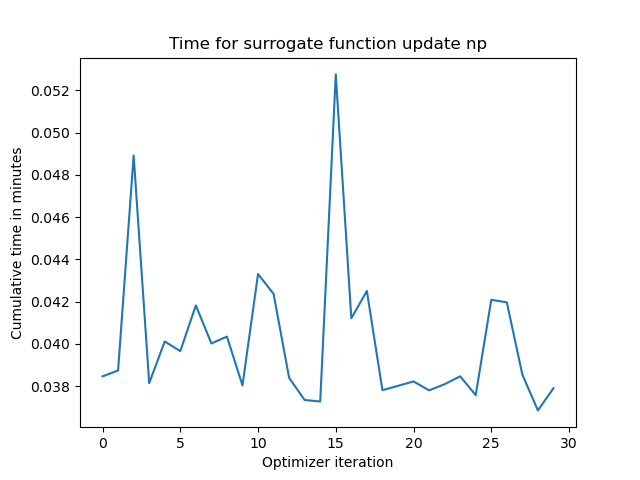 Time for surrogate function update np
0.052
0.050
0.048
0.046
0.044
0.042
0.040
0.038
Cumulative time in minutes
0 5 10 15 20 25 30
Optimizer iteration